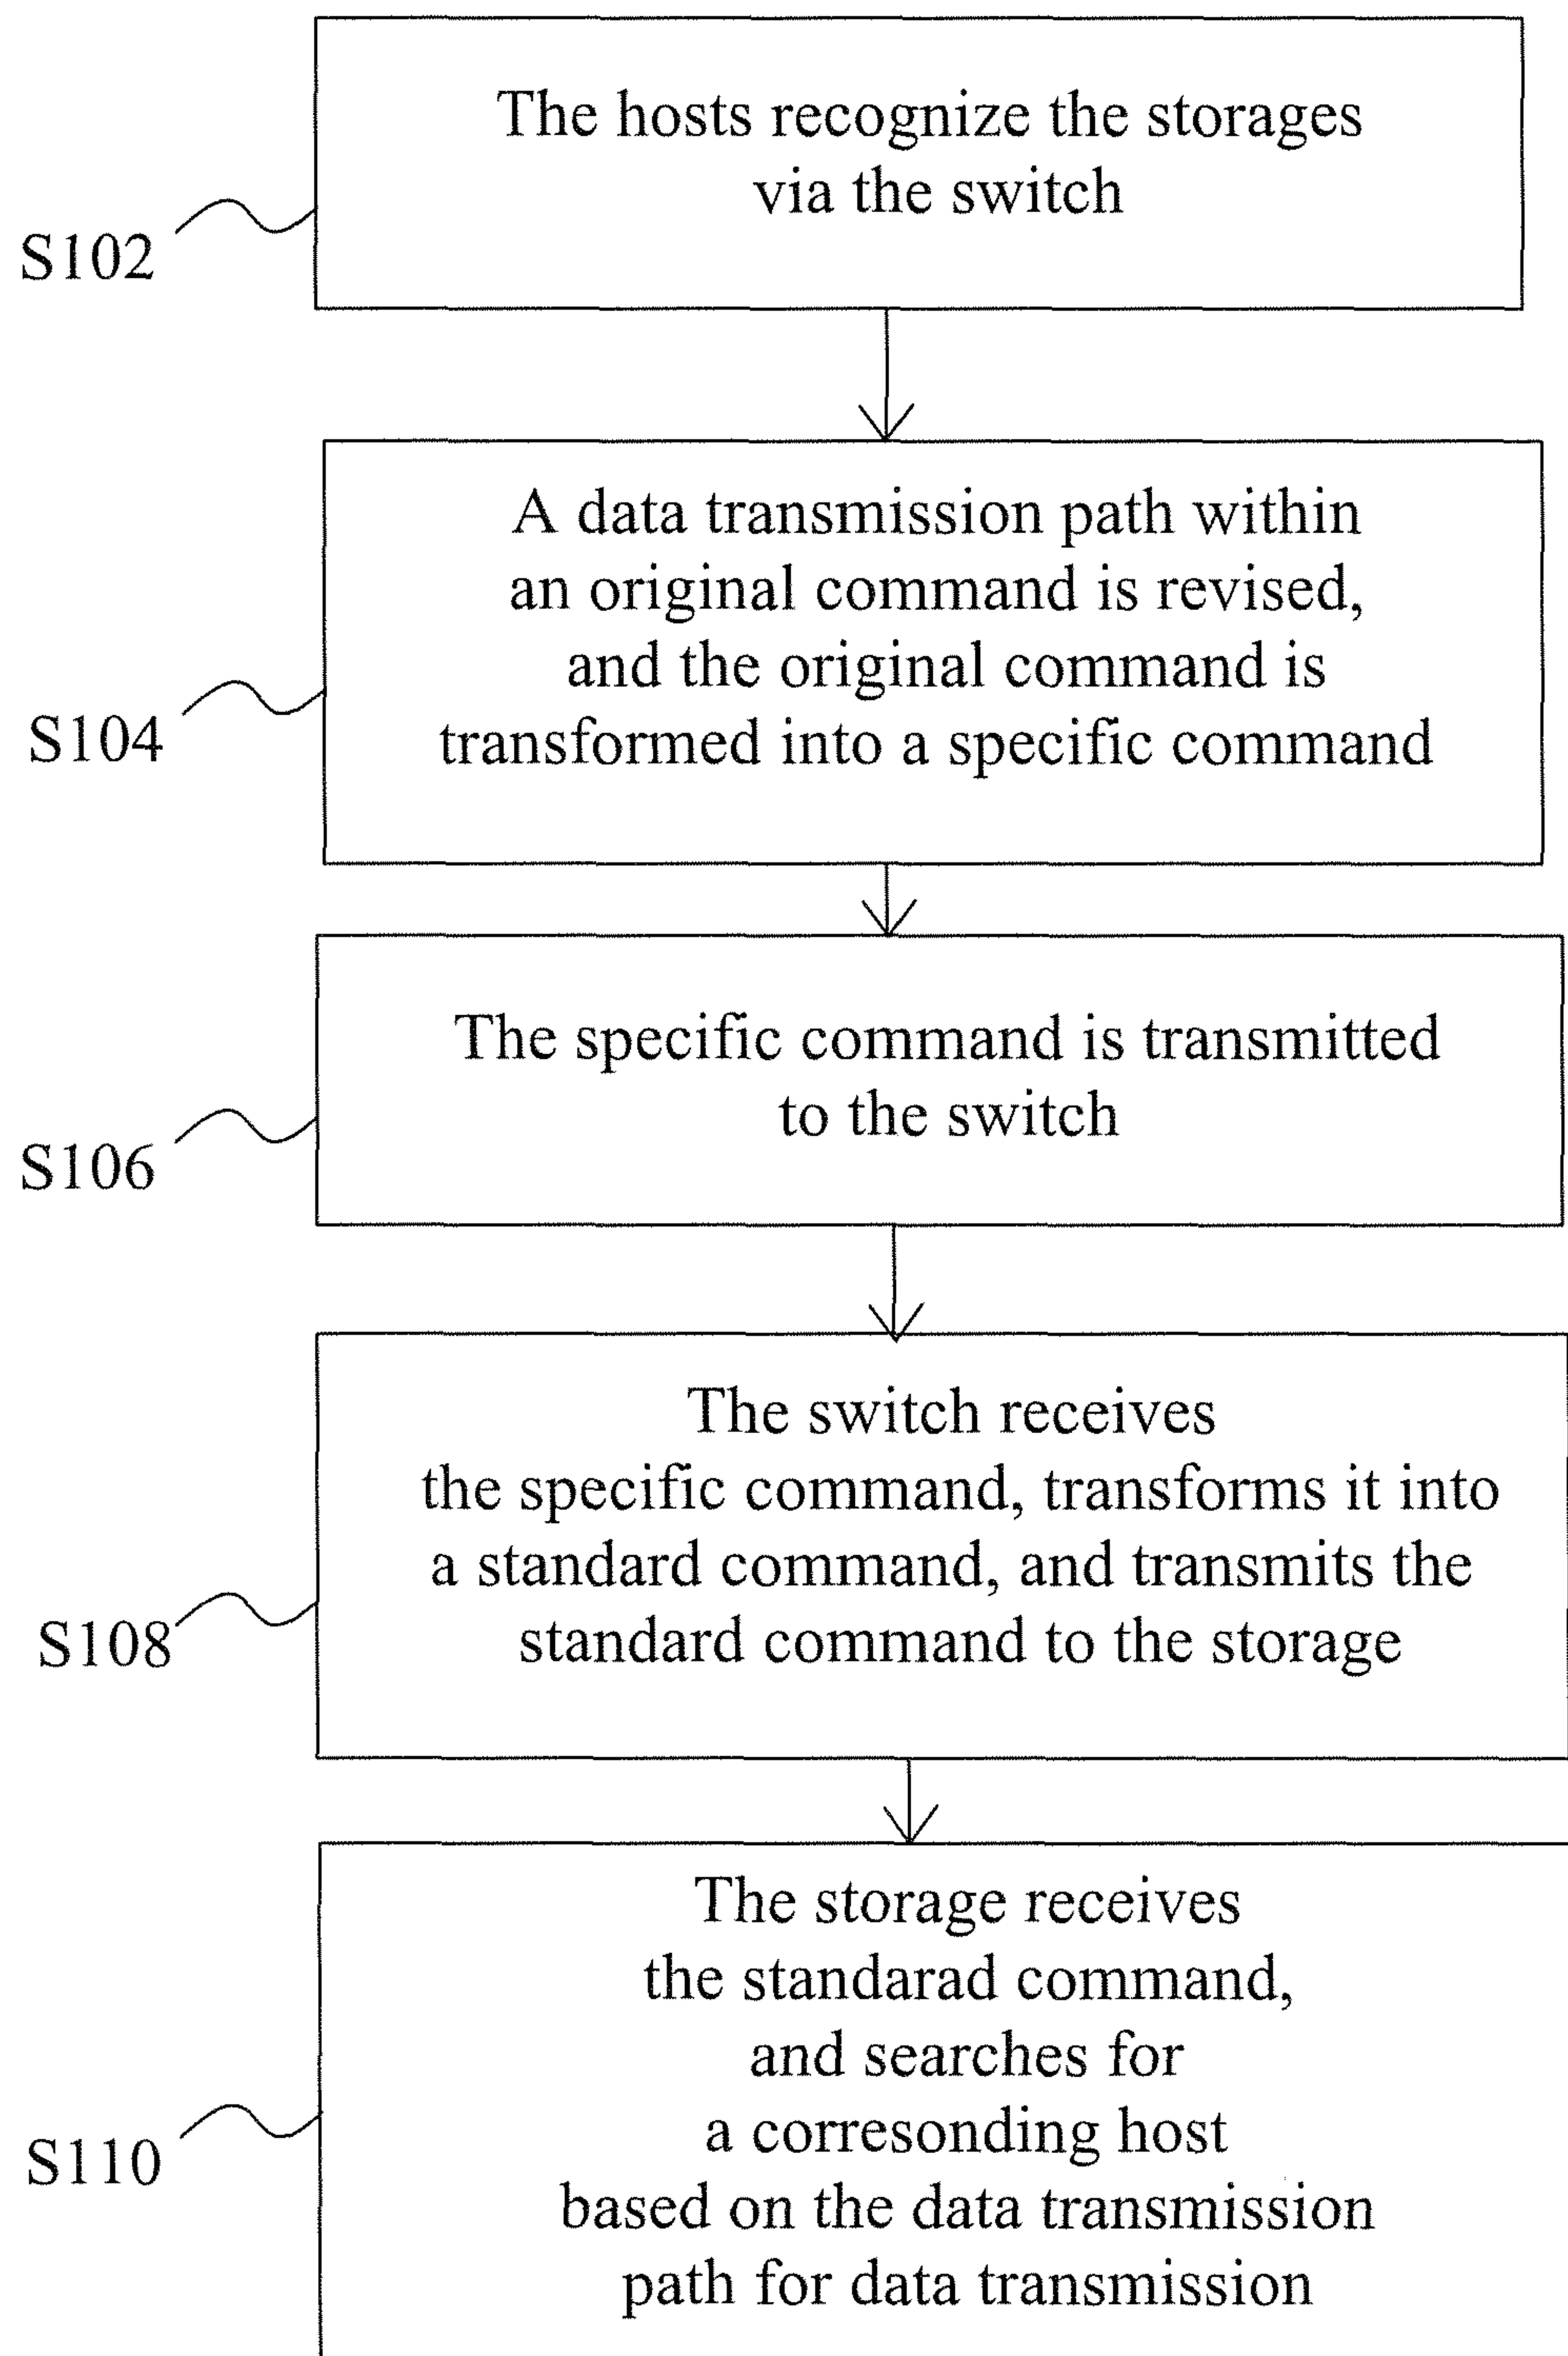 The hosts recognize the storages
via the switch
S102
A data transmission path within
an original command is revised,
and the original command is
transformed into a specific command
S104
The specific command is transmitted
to the switch
S106
The switch receives
the specific command, transforms it into
a standard command, and transmits the
standard command to the storage
S108
The storage receives
the standarad command,
and searches for
a corresonding host
based on the data transmission
path for data transmission
S110